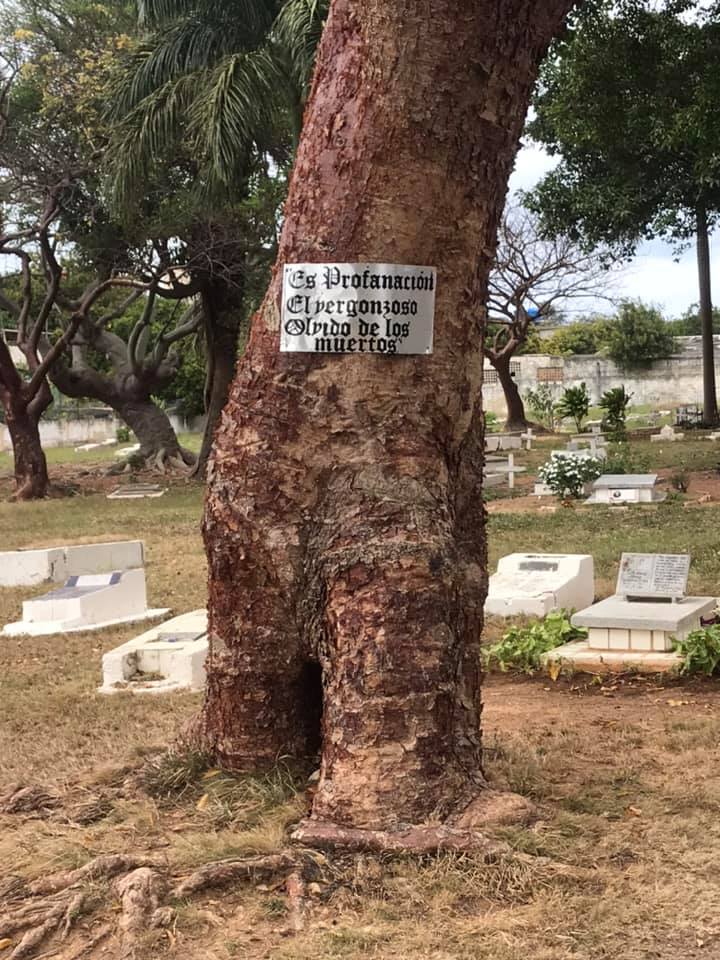 "Es Profanación
El vergonzoso
Olvido de los
muertos"